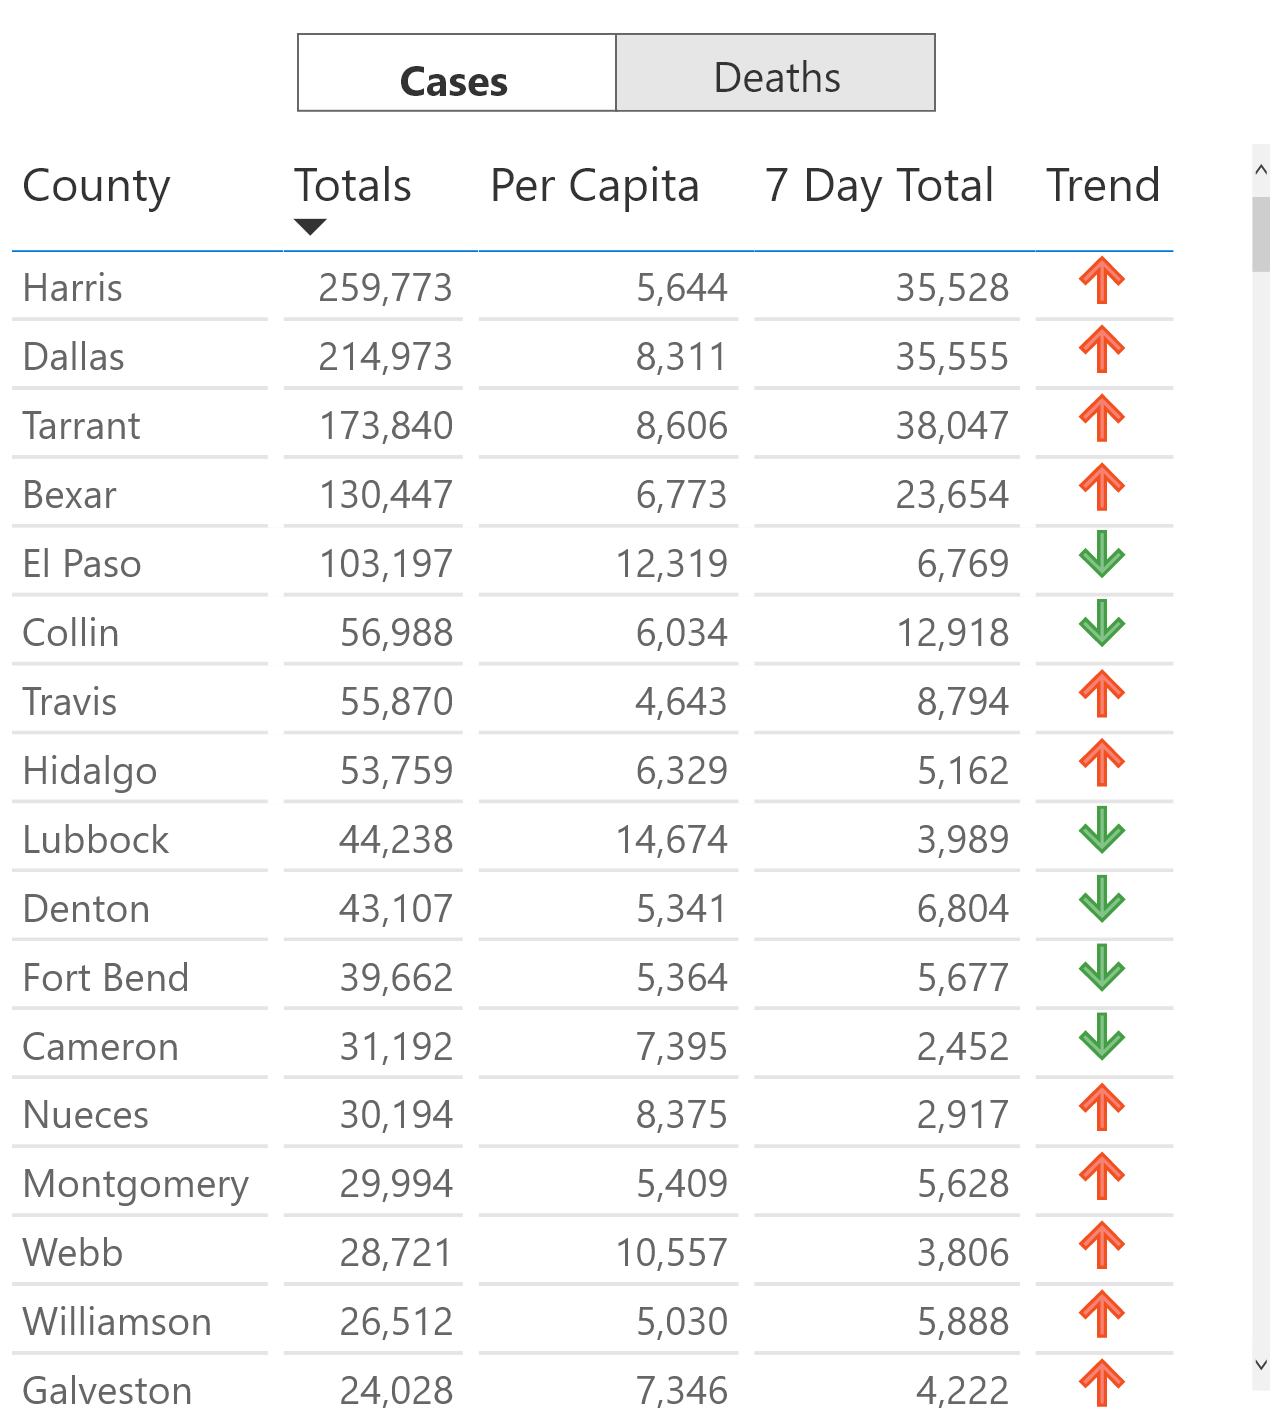 Cases Deaths
County Totals Per Capita 7 Day Total Trend
Harris 259,773 5,644 35,528
Dallas 214,973 8,311 35,555
Tarrant 173,840 8,606 38,047
Bexar 130,447 6,773 23,654
El Paso 103,197 12,319 6,769
Collin 56,988 6,034 12,918
Travis 55,870 4,643 8,794
Hidalgo 53,759 6,329 5,162
Lubbock 44,238 14,674 3,989
Denton 43,107 5,341 6,804
Fort Bend 39,662 5,364 5,677
Cameron 31,192 7,395 2,452
Nueces 30,194 8,375 2,917
Montgomery 29,994 5,409 5,628
Webb 28,721 10,557 3,806
Williamson 26,512 5,030 5,888
Galveston 24,028 7,346 4,222